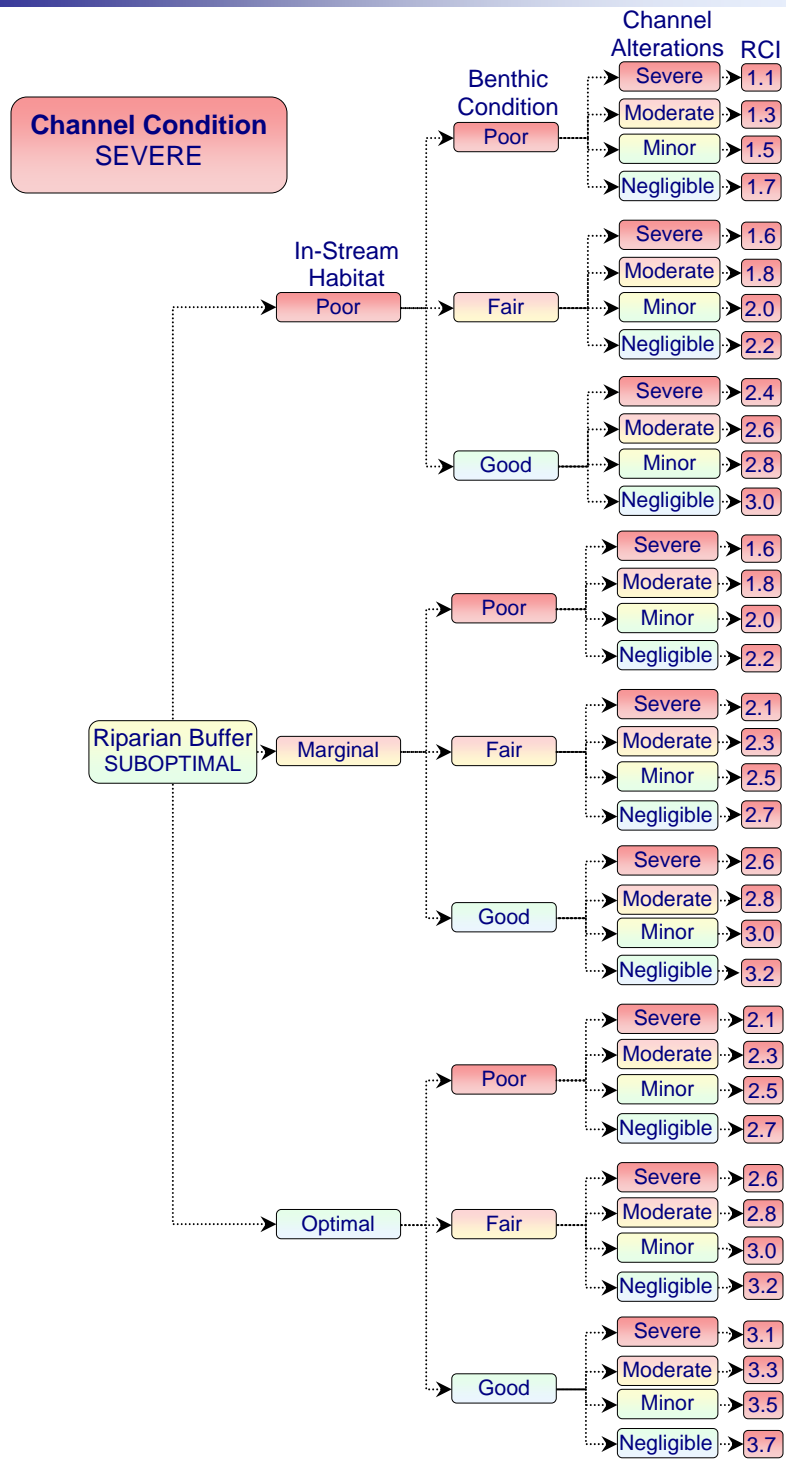 Channel
Alterations RCI
Benthic
Condition
Channel Condition
SEVERE
In-Stream
Habitat
Riparian Buffer
SUBOPTIMAL
Poor
Poor
Severe 1.1
Moderate 1.3
Minor 1.5
Negligible 1.7
Fair
Severe 1.6
Moderate 1.8
Minor 2.0
Negligible 2.2
Good
Severe 2.4
Moderate 2.6
Minor 2.8
Negligible 3.0
Marginal
Poor
Severe 1.6
Moderate 1.8
Minor 2.0
Negligible 2.2
Fair
Severe 2.1
Moderate 2.3
Minor 2.5
Negligible 2.7
Good
Severe 2.6
Moderate 2.8
Minor 3.0
Negligible 3.2
Optimal
Poor
Severe 2.1
Moderate 2.3
Minor 2.5
Negligible 2.7
Fair
Severe 2.6
Moderate 2.8
Minor 3.0
Negligible 3.2
Good
Severe 3.1
Moderate 3.3
Minor 3.5
Negligible 3.7